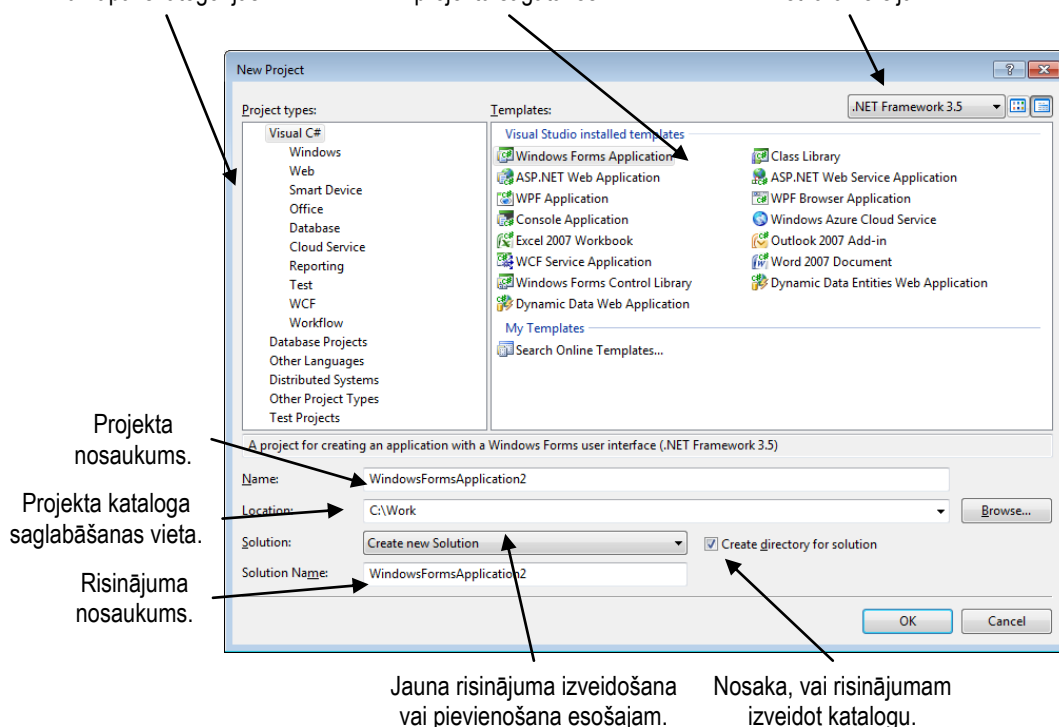 New Project
Project types:
Templates:
.NET Framework 3.5
Visual C#
Windows
Web
Smart Device
Office
Database
Cloud Service
Reporting
Test
WCF
Workflow
Database Projects
Other Languages
Distributed Systems
Other Project Types
Test Projects
Visual Studio installed templates
Windows Forms Application
Class Library
ASP.NET Web Application
ASP.NET Web Service Application
WPF Application
WPF Browser Application
Console Application
Windows Azure Cloud Service
Excel 2007 Workbook
Outlook 2007 Add-in
WCF Service Application
Word 2007 Document
Windows Forms Control Library
Dynamic Data Entities Web Application
Dynamic Data Web Application
My Templates
Search Online Templates...
A project for creating an application with a Windows Forms user interface (.NET Framework 3.5)
Projekta
nosaukums.
Name:
WindowsFormsApplication2
Projekta kataloga
saglabāšanas vieta.
Location:
C:\Work
Browse...
Solution:
Create new Solution
Create directory for solution
Risinājuma
nosaukums.
Solution Name:
WindowsFormsApplication2
OK
Cancel
Jauna risinājuma izveidošana
vai pievienošana esošajam.
Nosaka, vai risinājumam
izveidot katalogu.